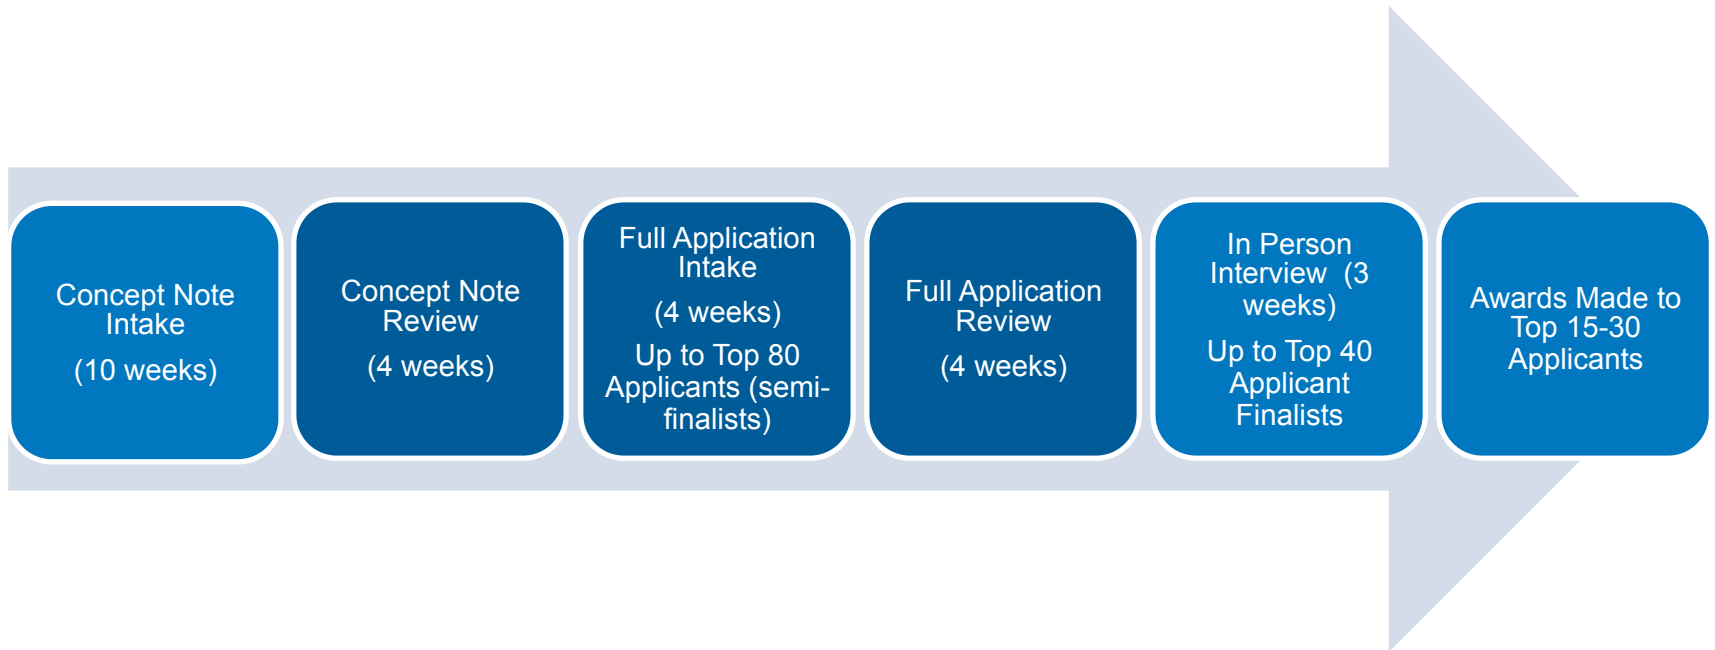 Concept Note
Intake
(10 weeks)
Concept Note
Review
(4 weeks)
Full Application
Intake
(4 weeks)
Up to Top 80
Applicants (semi-
finalists)
Full Application
Review
(4 weeks)
In Person
Interview  (3
weeks)
Up to Top 40
Applicant
Finalists
Awards Made to
Top 15-30
Applicants